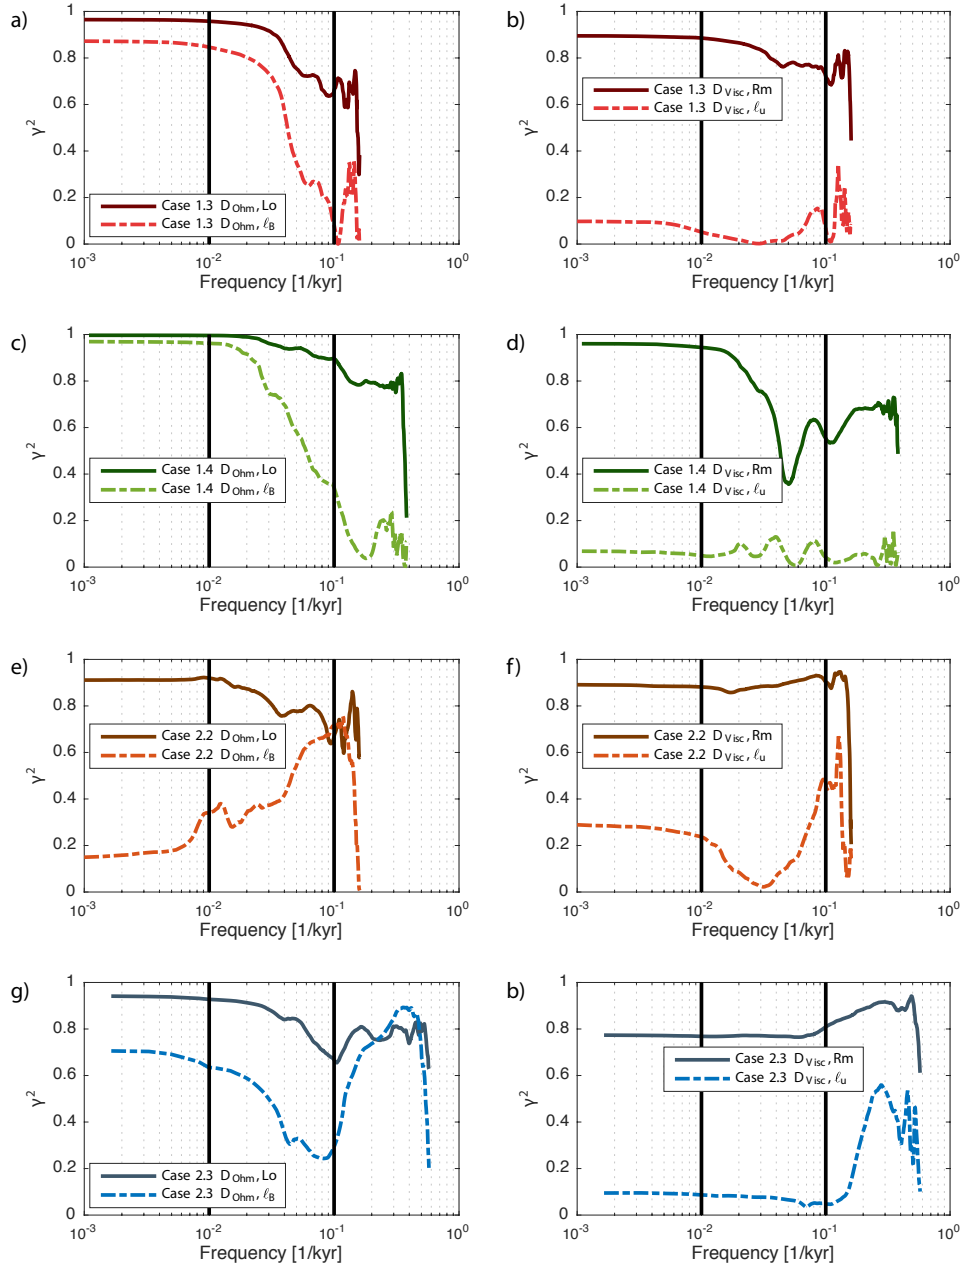 a)
1
0.8
0.6
0.4
0.2
0
γ²
Case 1.3 D Ohm, Lo
Case 1.3 D Ohm, ℓB
10⁻³ 10⁻² 10⁻¹ 10⁰
Frequency [1/kyr]
b)
1
0.8
0.6
0.4
0.2
0
γ²
Case 1.3 D Visc, Rm
Case 1.3 D Visc, ℓu
10⁻³ 10⁻² 10⁻¹ 10⁰
Frequency [1/kyr]
c)
1
0.8
0.6
0.4
0.2
0
γ²
Case 1.4 D Ohm, Lo
Case 1.4 D Ohm, ℓB
10⁻³ 10⁻² 10⁻¹ 10⁰
Frequency [1/kyr]
d)
1
0.8
0.6
0.4
0.2
0
γ²
Case 1.4 D Visc, Rm
Case 1.4 D Visc, ℓu
10⁻³ 10⁻² 10⁻¹ 10⁰
Frequency [1/kyr]
e)
1
0.8
0.6
0.4
0.2
0
γ²
Case 2.2 D Ohm, Lo
Case 2.2 D Ohm, ℓB
10⁻³ 10⁻² 10⁻¹ 10⁰
Frequency [1/kyr]
f)
1
0.8
0.6
0.4
0.2
0
γ²
Case 2.2 D Visc, Rm
Case 2.2 D Visc, ℓu
10⁻³ 10⁻² 10⁻¹ 10⁰
Frequency [1/kyr]
g)
1
0.8
0.6
0.4
0.2
0
γ²
Case 2.3 D Ohm, Lo
Case 2.3 D Ohm, ℓB
10⁻³ 10⁻² 10⁻¹ 10⁰
Frequency [1/kyr]
b)
1
0.8
0.6
0.4
0.2
0
γ²
Case 2.3 D Visc, Rm
Case 2.3 D Visc, ℓu
10⁻³ 10⁻² 10⁻¹ 10⁰
Frequency [1/kyr]